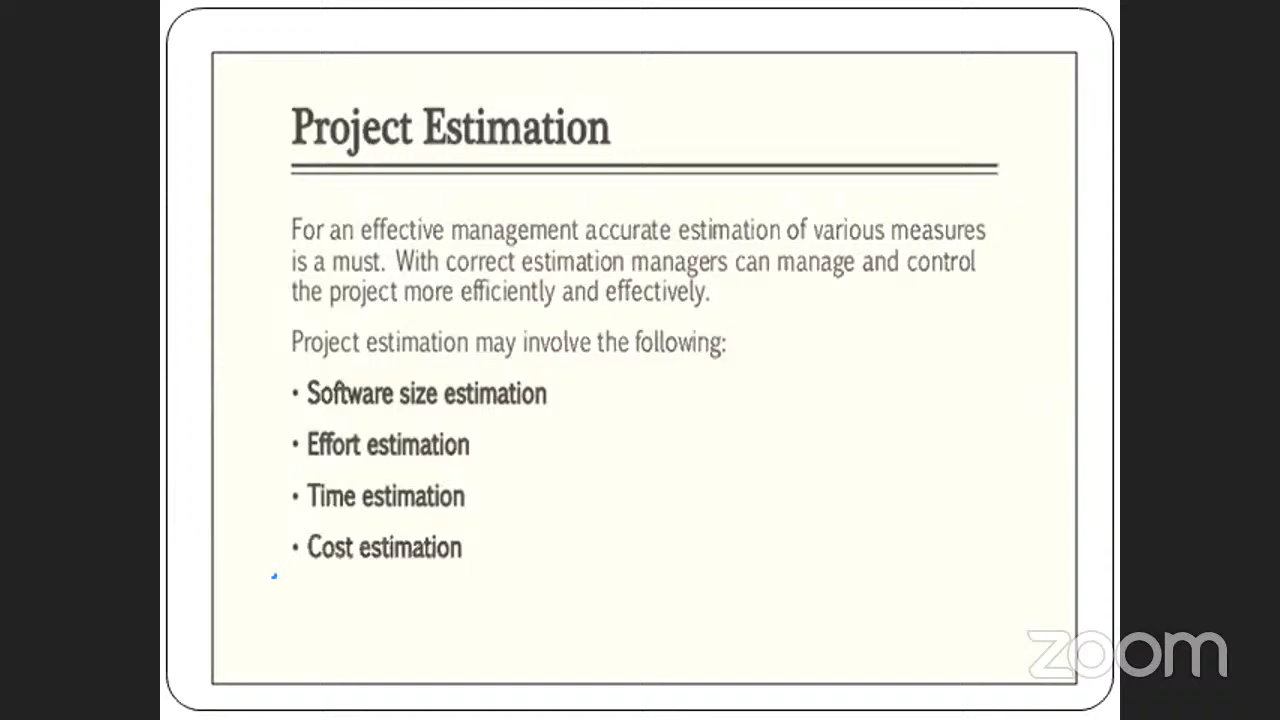 Project Estimation
For an effective management accurate estimation of various measures
is a must. With correct estimation managers can manage and control
the project more efficiently and effectively.
Project estimation may involve the following:
• Software size estimation
• Effort estimation
• Time estimation
• Cost estimation
zoom